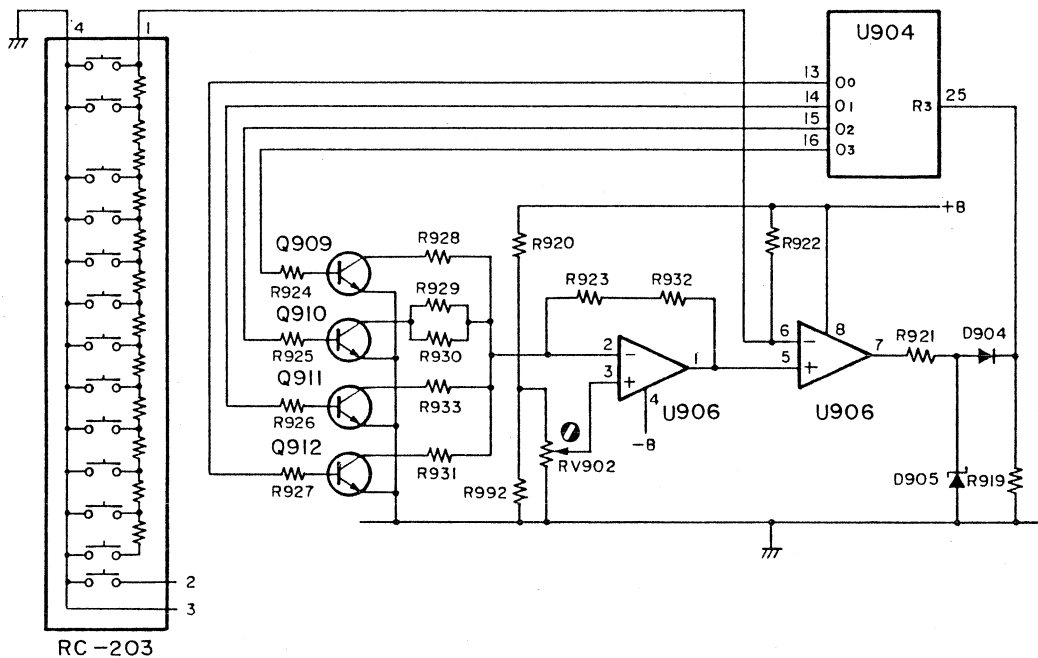 4 1
U904
13 O0
14 O1
15 O2
16 O3
R3 25
+B
Q909
R928
R920
R922
R924
R929
R923 R932
Q910
R925
R930
2 −
3 +
1
4
U906
-B
6 −
5 +
8
7
U906
R921
D904
Q911
R926
R933
Q912
R927
R931
RV902
R992
D905
R919
2
3
RC-203